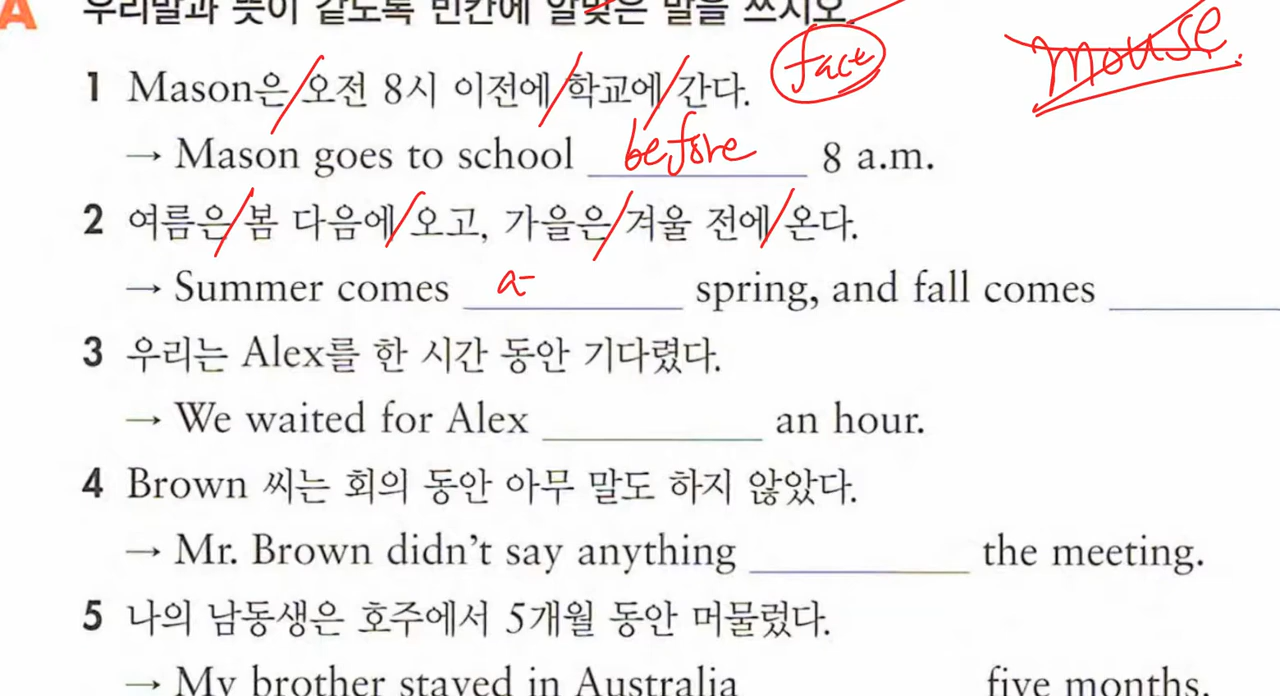 A 우리말과 뜻이 같도록 빈칸에 알맞은 말을 쓰시오.
face
mouse.
1 Mason은/오전 8시 이전에/학교에/간다.
→ Mason goes to school before 8 a.m.
2 여름은/봄 다음에/오고, 가을은/겨울 전에/온다.
→ Summer comes a- spring, and fall comes
3 우리는 Alex를 한 시간 동안 기다렸다.
→ We waited for Alex ________ an hour.
4 Brown 씨는 회의 동안 아무 말도 하지 않았다.
→ Mr. Brown didn't say anything ________ the meeting.
5 나의 남동생은 호주에서 5개월 동안 머물렀다.
→ My brother stayed in Australia ________ five months.